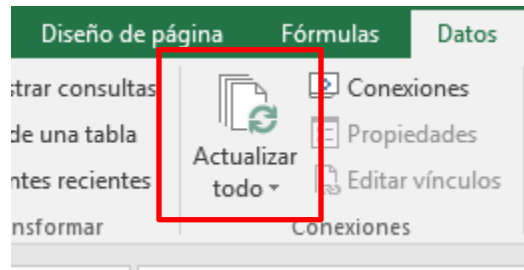 Diseño de página Fórmulas Datos
strar consultas
de una tabla
ntes recientes
nsformar
Actualizar
todo
Conexiones
Propiedades
Editar vínculos
Conexiones